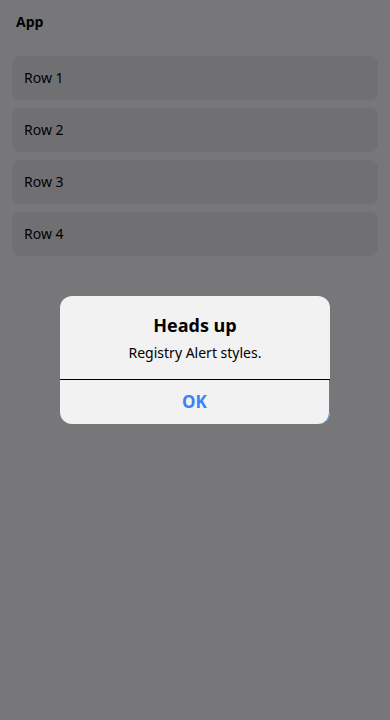 App
Row 1
Row 2
Row 3
Row 4
Heads up
Registry Alert styles.
OK